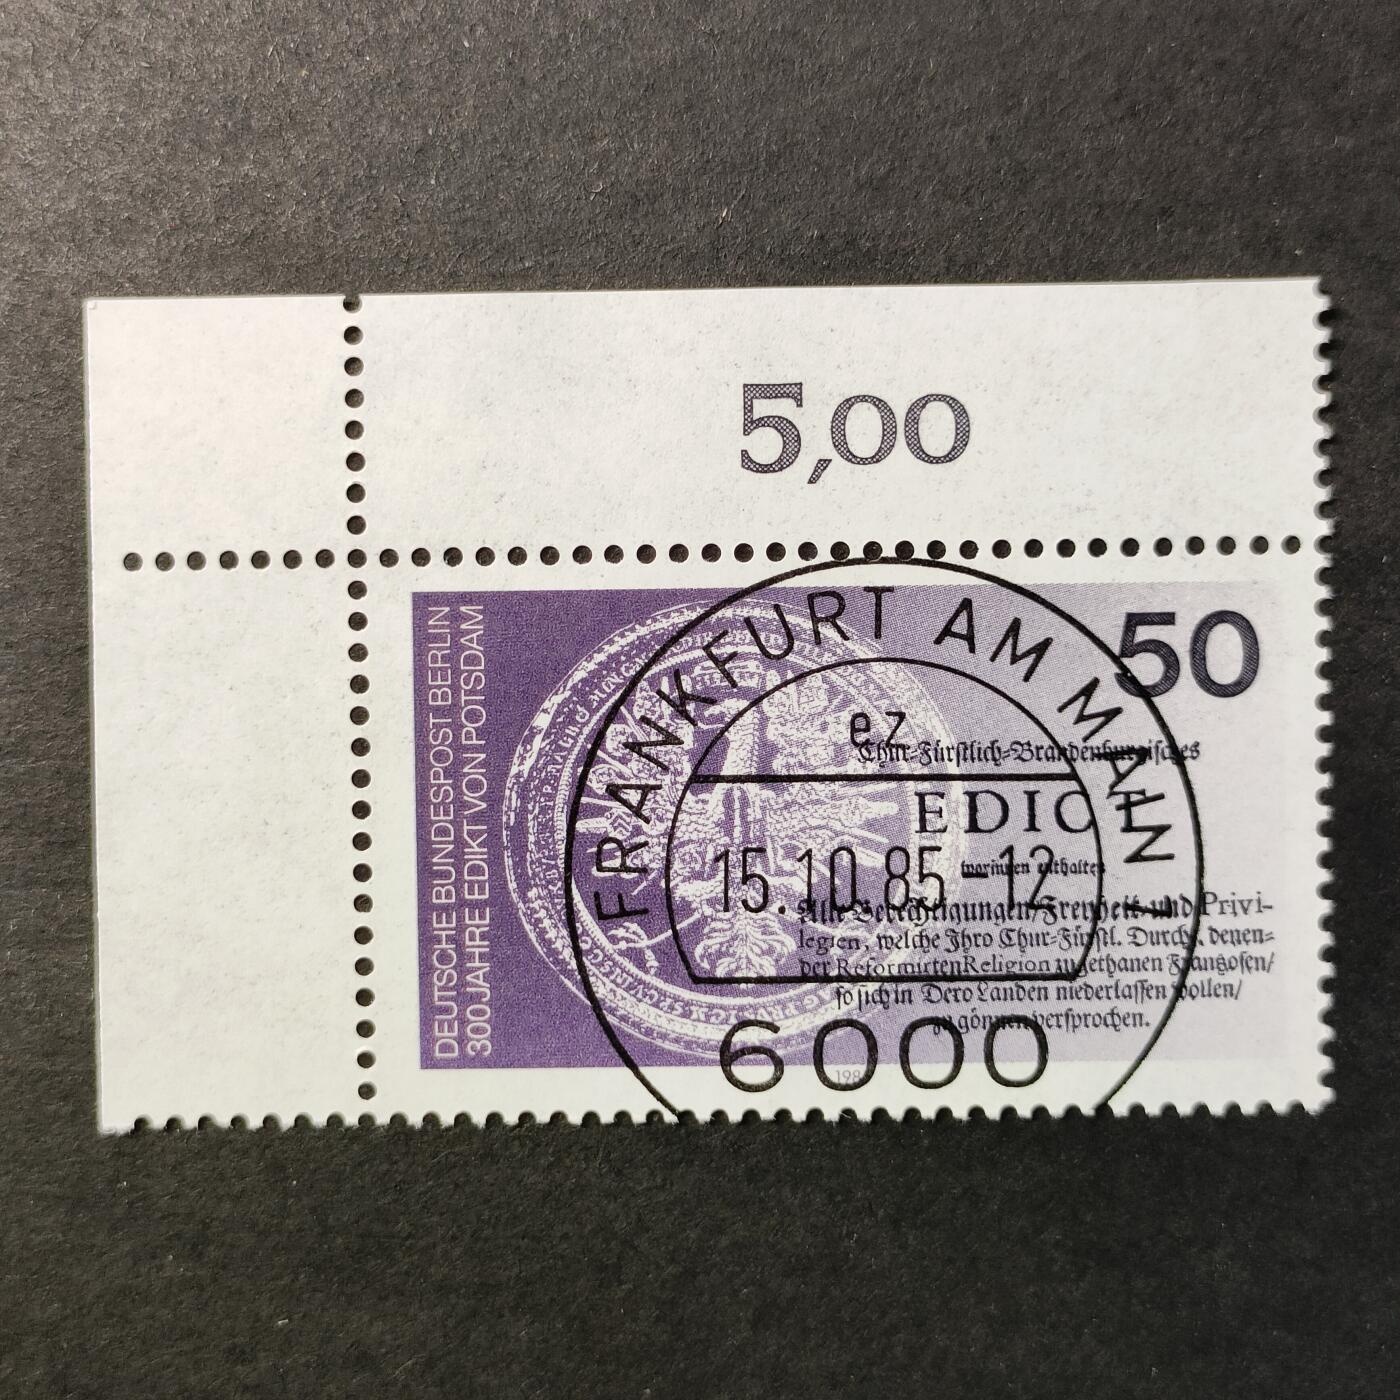 5,00
DEUTSCHE BUNDESPOST BERLIN
300 JAHRE EDIKT VON POTSDAM
50
FRANKFURT AM MAIN
ez
Chur-Fürſtlich-Brandenburgiſches
EDICT
15.10.85-12
warinnen enthalten
Alle Berechtigungen/Freyheit und Privi-
legien, welche Ihro Chur-Fürſtl. Durchl. denen-
der Reformirten Religion zugethanen Franzoſen/
ſo ſich in Dero Landen niederlaſſen wollen/
zu gönnen verſprochen.
6000